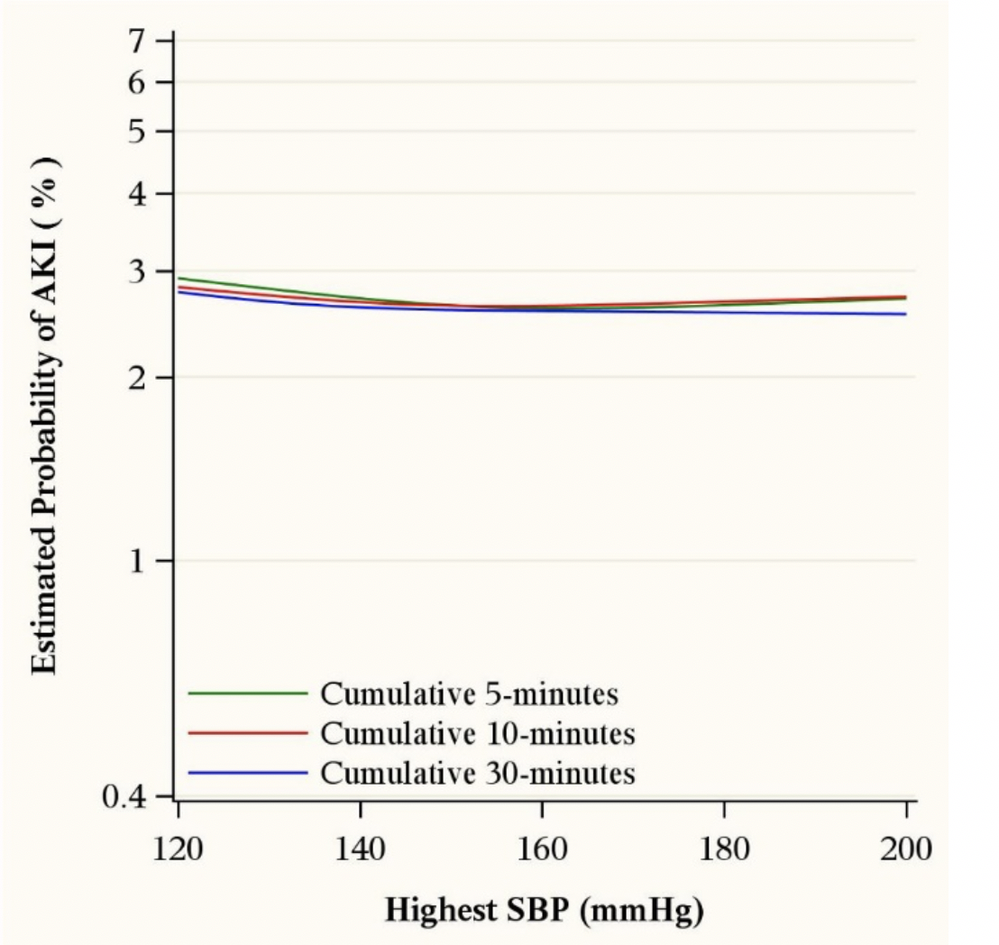 Estimated Probability of AKI ( % )
7
6
5
4
3
2
1
0.4
Cumulative 5-minutes
Cumulative 10-minutes
Cumulative 30-minutes
120 140 160 180 200
Highest SBP (mmHg)